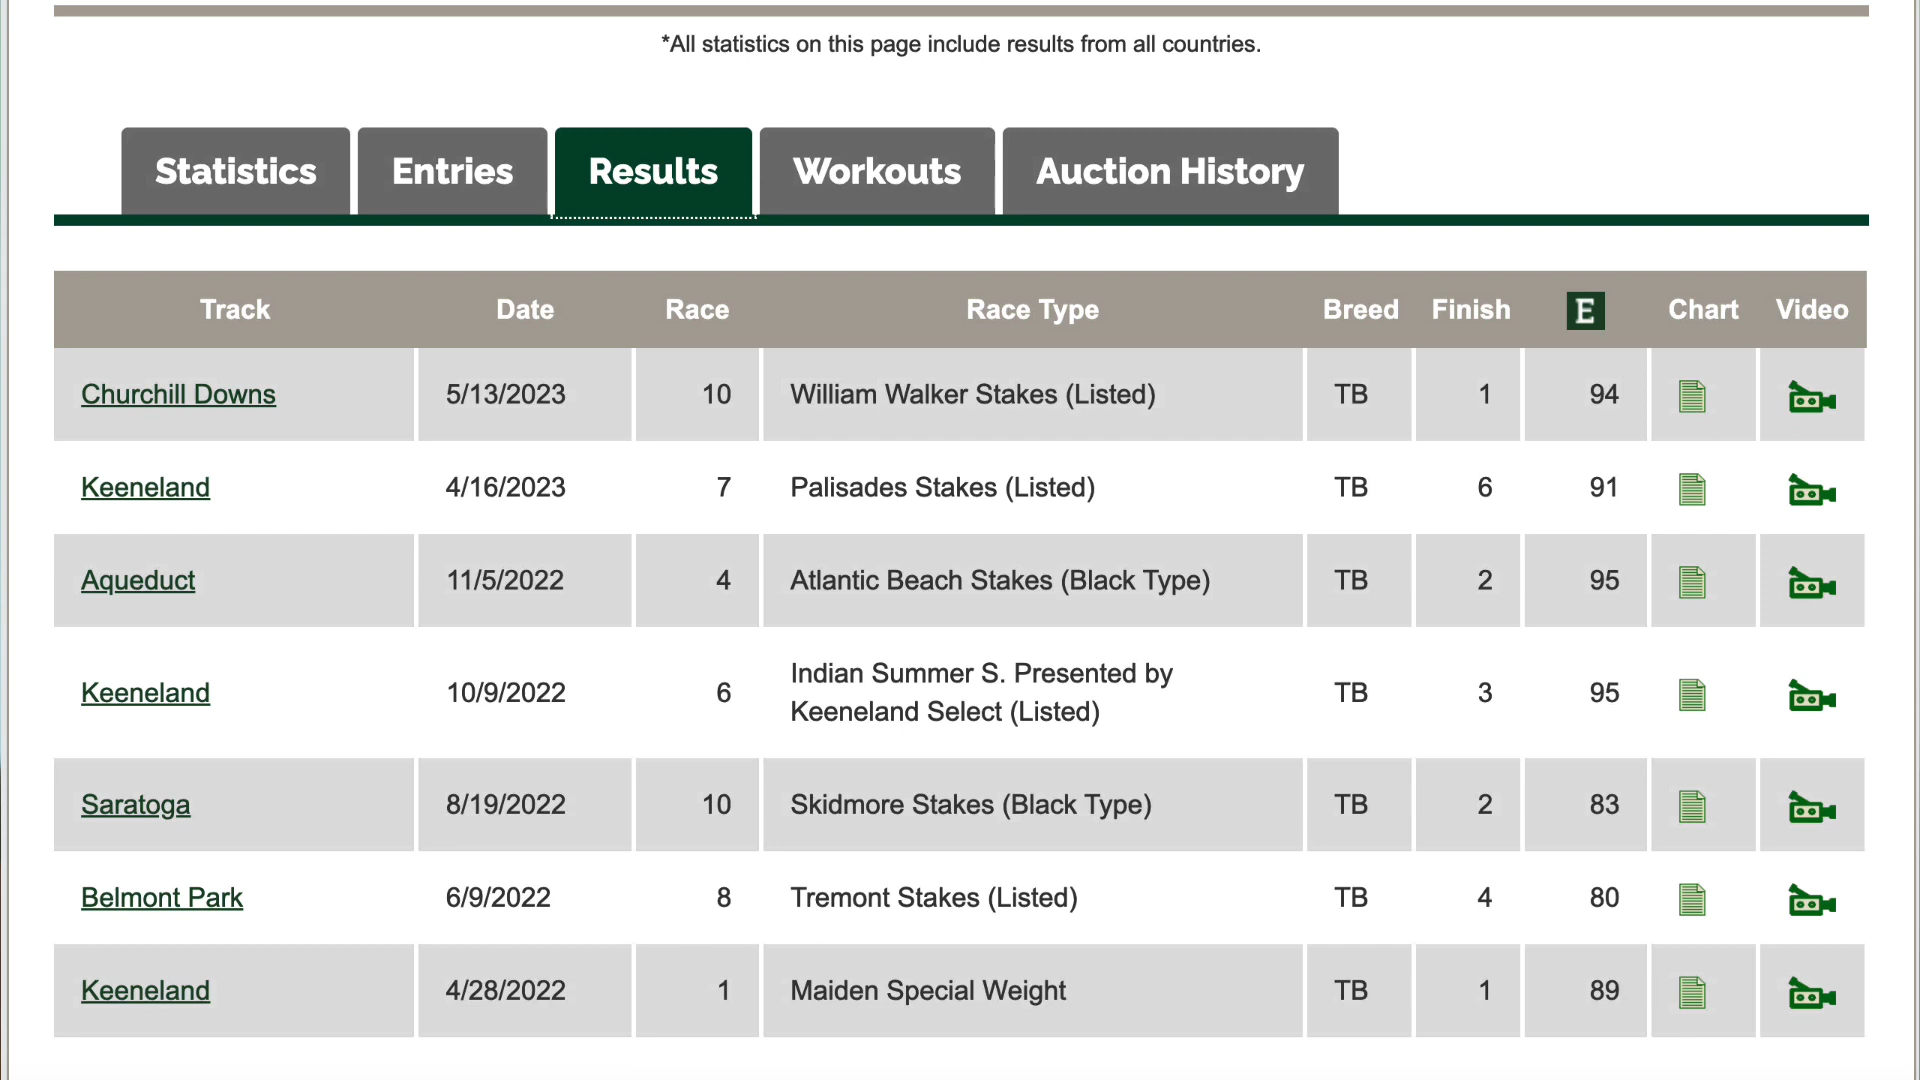 *All statistics on this page include results from all countries.
Statistics Entries Results Workouts Auction History
Track Date Race Race Type Breed Finish E Chart Video
Churchill Downs 5/13/2023 10 William Walker Stakes (Listed) TB 1 94
Keeneland 4/16/2023 7 Palisades Stakes (Listed) TB 6 91
Aqueduct 11/5/2022 4 Atlantic Beach Stakes (Black Type) TB 2 95
Keeneland 10/9/2022 6 Indian Summer S. Presented by
Keeneland Select (Listed) TB 3 95
Saratoga 8/19/2022 10 Skidmore Stakes (Black Type) TB 2 83
Belmont Park 6/9/2022 8 Tremont Stakes (Listed) TB 4 80
Keeneland 4/28/2022 1 Maiden Special Weight TB 1 89